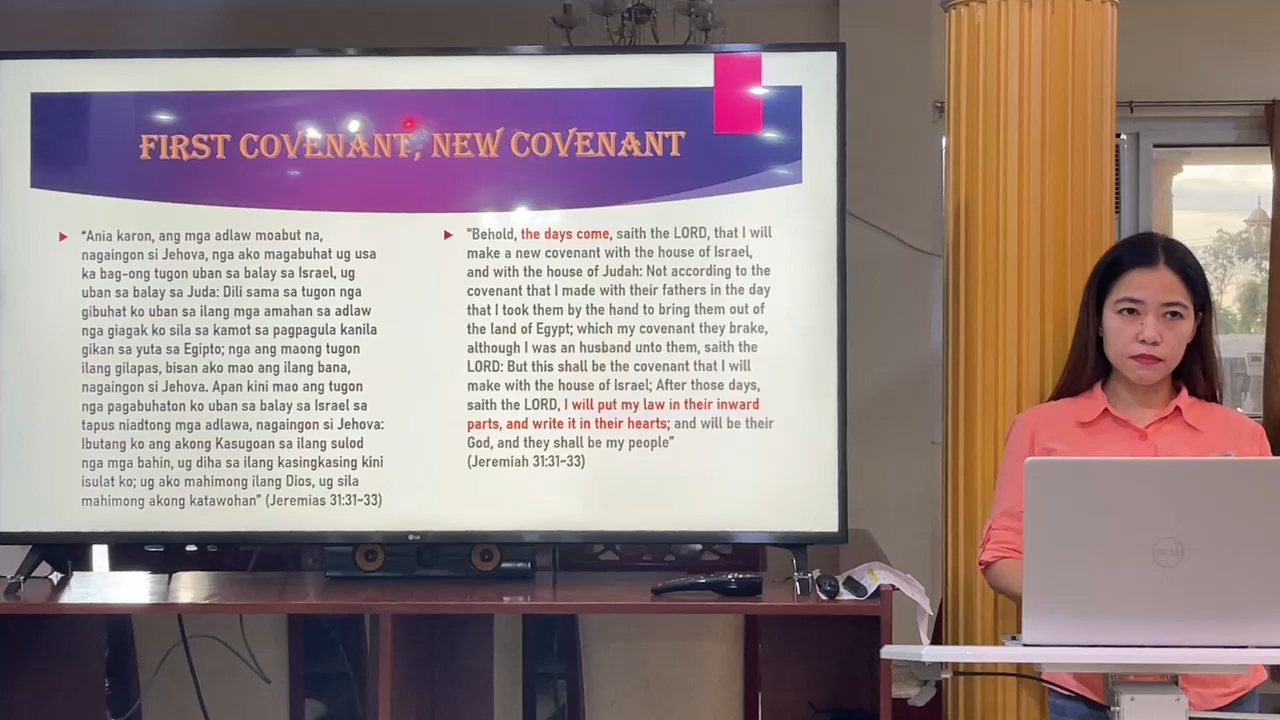 FIRST COVENANT, NEW COVENANT
"Ania karon, ang mga adlaw moabut na,
nagaingon si Jehova, nga ako magabuhat ug usa
ka bag-ong tugon uban sa balay sa Israel, ug
uban sa balay sa Juda: Dili sama sa tugon nga
gibuhat ko uban sa ilang mga amahan sa adlaw
nga giagak ko sila sa kamot sa pagpagula kanila
gikan sa yuta sa Egipto; nga ang maong tugon
ilang gilapas, bisan ako mao ang ilang bana,
nagaingon si Jehova. Apan kini mao ang tugon
nga pagabuhaton ko uban sa balay sa Israel sa
tapus niadtong mga adlawa, nagaingon si Jehova:
Ibutang ko ang akong Kasugoan sa ilang sulod
nga mga bahin, ug diha sa ilang kasingkasing kini
isulat ko; ug ako mahimong ilang Dios, ug sila
mahimong akong katawohan" (Jeremias 31:31-33)
"Behold, the days come, saith the LORD, that I will
make a new covenant with the house of Israel,
and with the house of Judah: Not according to the
covenant that I made with their fathers in the day
that I took them by the hand to bring them out of
the land of Egypt; which my covenant they brake,
although I was an husband unto them, saith the
LORD: But this shall be the covenant that I will
make with the house of Israel; After those days,
saith the LORD, I will put my law in their inward
parts, and write it in their hearts; and will be their
God, and they shall be my people"
(Jeremiah 31:31-33)
LG
DELL